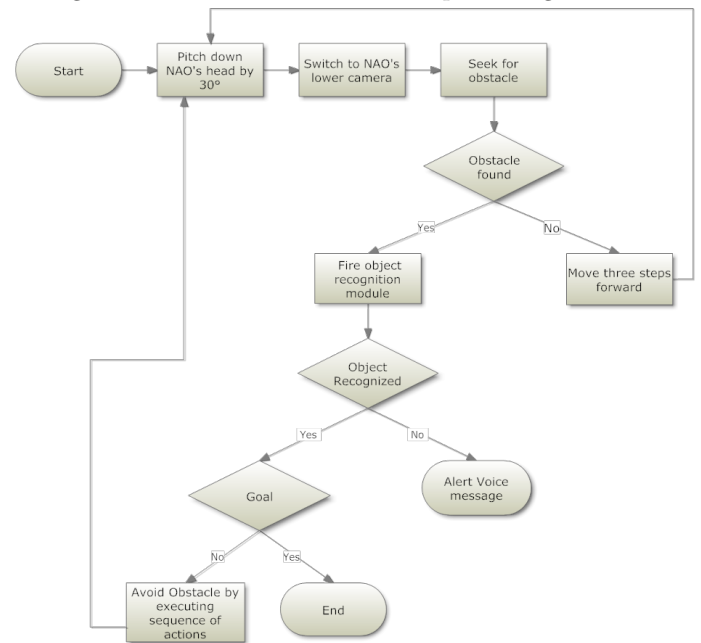 Start
Pitch down
NAO's head by
30°
Switch to NAO's
lower camera
Seek for
obstacle
Obstacle
found
Yes
No
Fire object
recognition
module
Move three steps
forward
Object
Recognized
Yes
No
Goal
Alert Voice
message
No
Yes
Avoid Obstacle by
executing
sequence of
actions
End